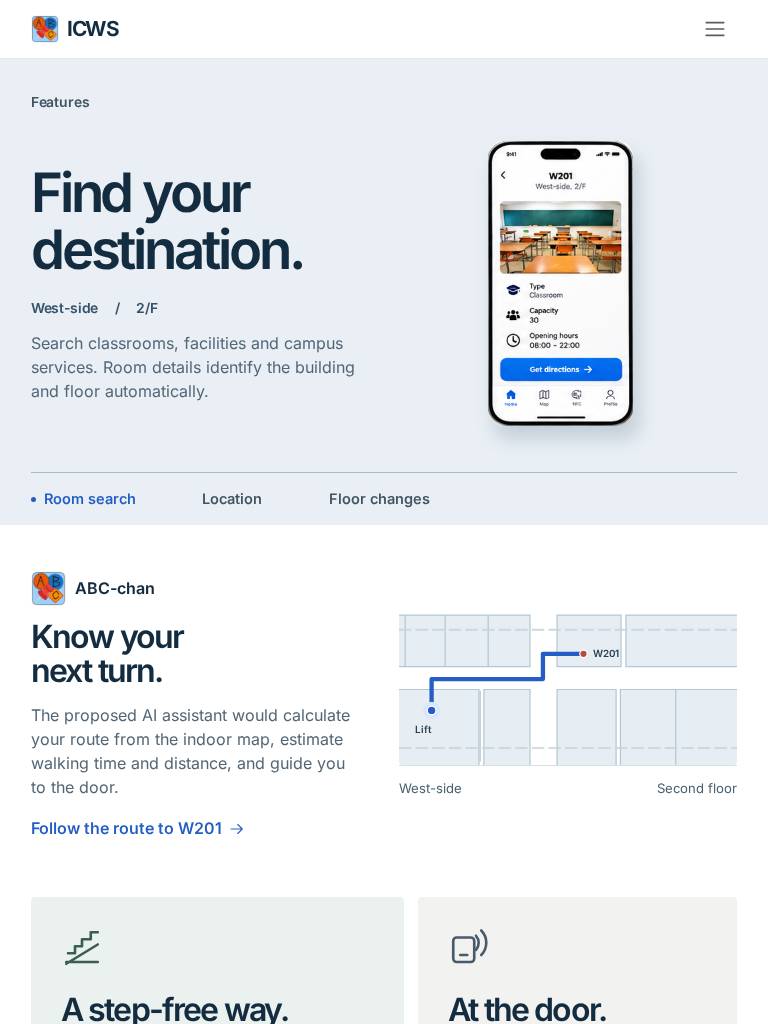 ICWS
Features
Find your
destination.
West-side / 2/F
Search classrooms, facilities and campus
services. Room details identify the building
and floor automatically.
9:41
W201
West-side, 2/F
Type
Classroom
Capacity
30
Opening hours
08:00 - 22:00
Get directions →
Home
Map
NFC
Profile
Room search
Location
Floor changes
A B C
ABC-chan
Know your
next turn.
The proposed AI assistant would calculate
your route from the indoor map, estimate
walking time and distance, and guide you
to the door.
Follow the route to W201 →
W201
Lift
West-side
Second floor
A step-free way.
At the door.